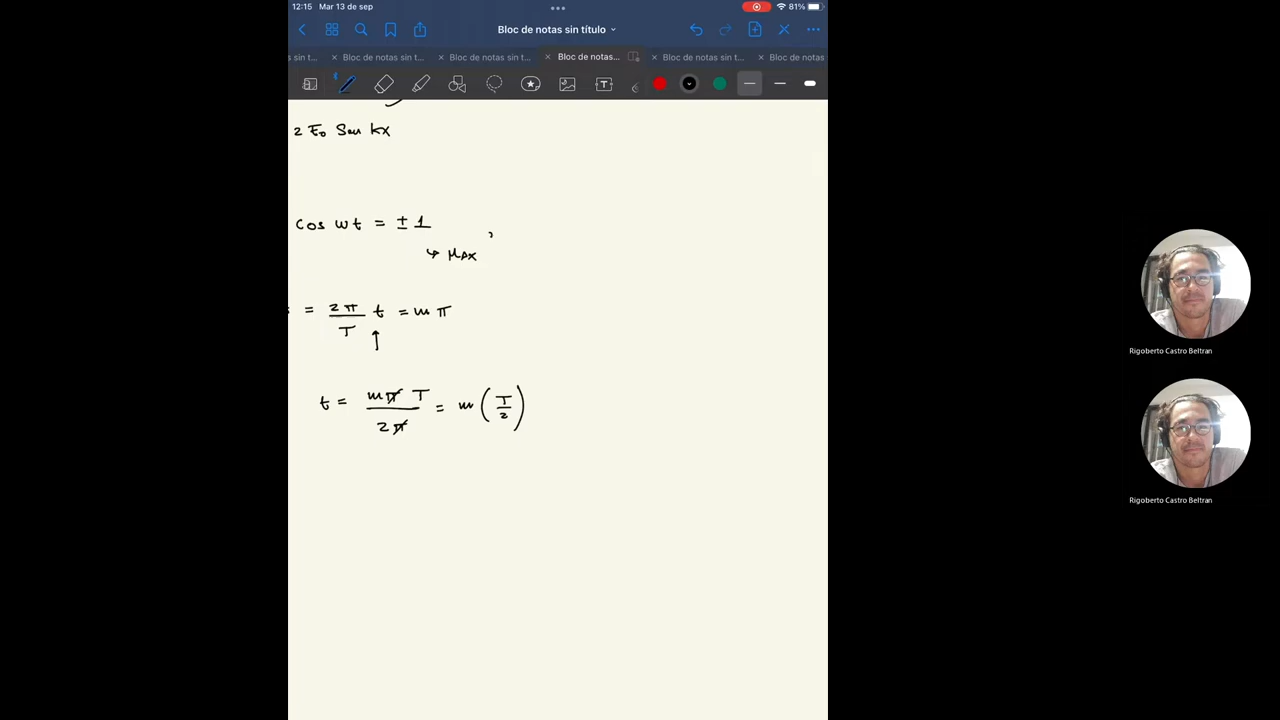 12:15 Mar 13 de sep 81%
Bloc de notas sin título
s sin t... Bloc de notas sin t... Bloc de notas sin t... Bloc de notas... Bloc de notas sin t... Bloc de notas
2 E₀ Sen kx
cos wt = ± 1
↳ MAX
= 2π/T t = m π
↑
t = mπ T / 2π = m (T/2)
Rigoberto Castro Beltran
Rigoberto Castro Beltran